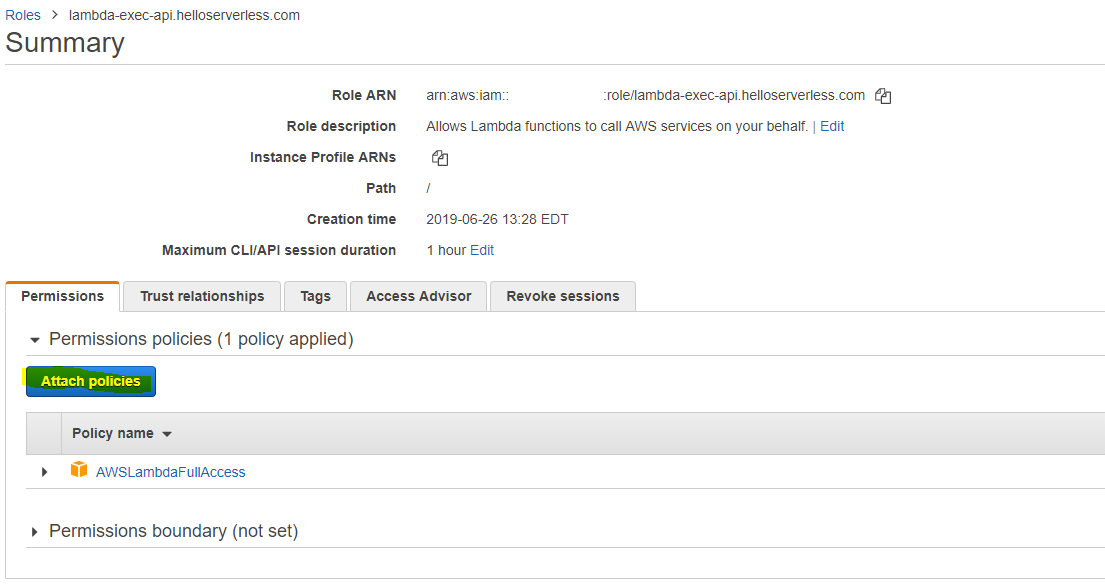 Roles > lambda-exec-api.helloserverless.com
Summary
Role ARN arn:aws:iam:: :role/lambda-exec-api.helloserverless.com
Role description Allows Lambda functions to call AWS services on your behalf. | Edit
Instance Profile ARNs
Path /
Creation time 2019-06-26 13:28 EDT
Maximum CLI/API session duration 1 hour Edit
Permissions Trust relationships Tags Access Advisor Revoke sessions
Permissions policies (1 policy applied)
Attach policies
Policy name
AWSLambdaFullAccess
Permissions boundary (not set)